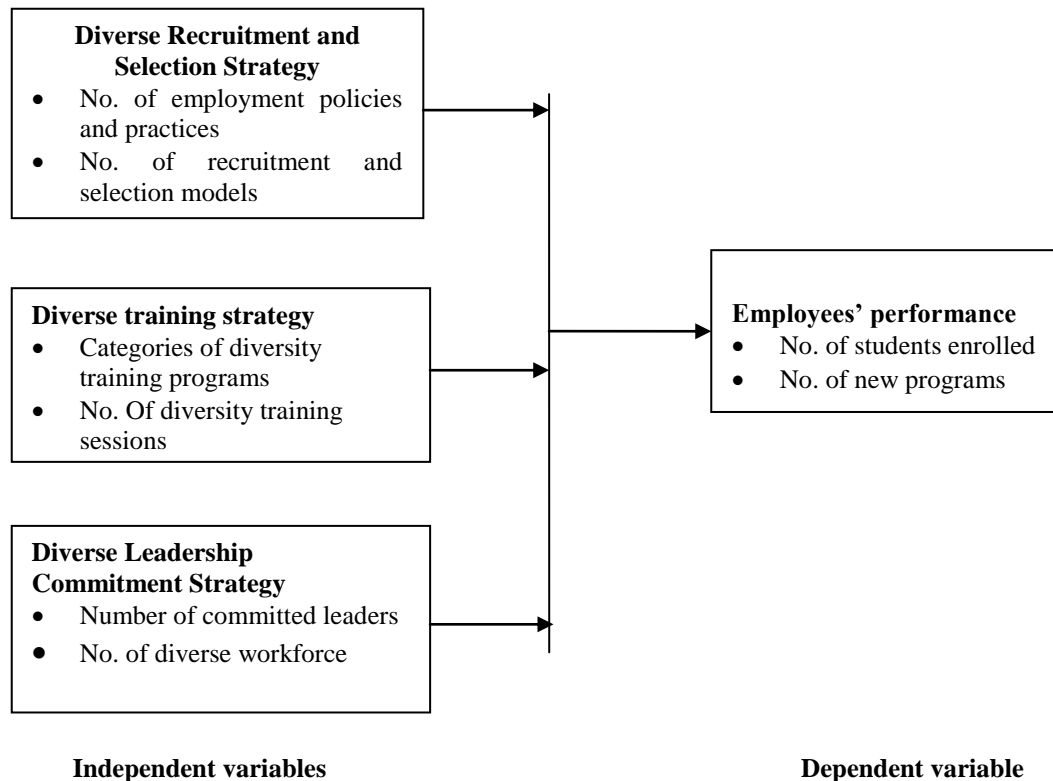 Diverse Recruitment and
Selection Strategy
• No. of employment policies
and practices
• No. of recruitment and
selection models
Diverse training strategy
• Categories of diversity
training programs
• No. Of diversity training
sessions
Diverse Leadership
Commitment Strategy
• Number of committed leaders
• No. of diverse workforce
Employees’ performance
• No. of students enrolled
• No. of new programs
Independent variables
Dependent variable